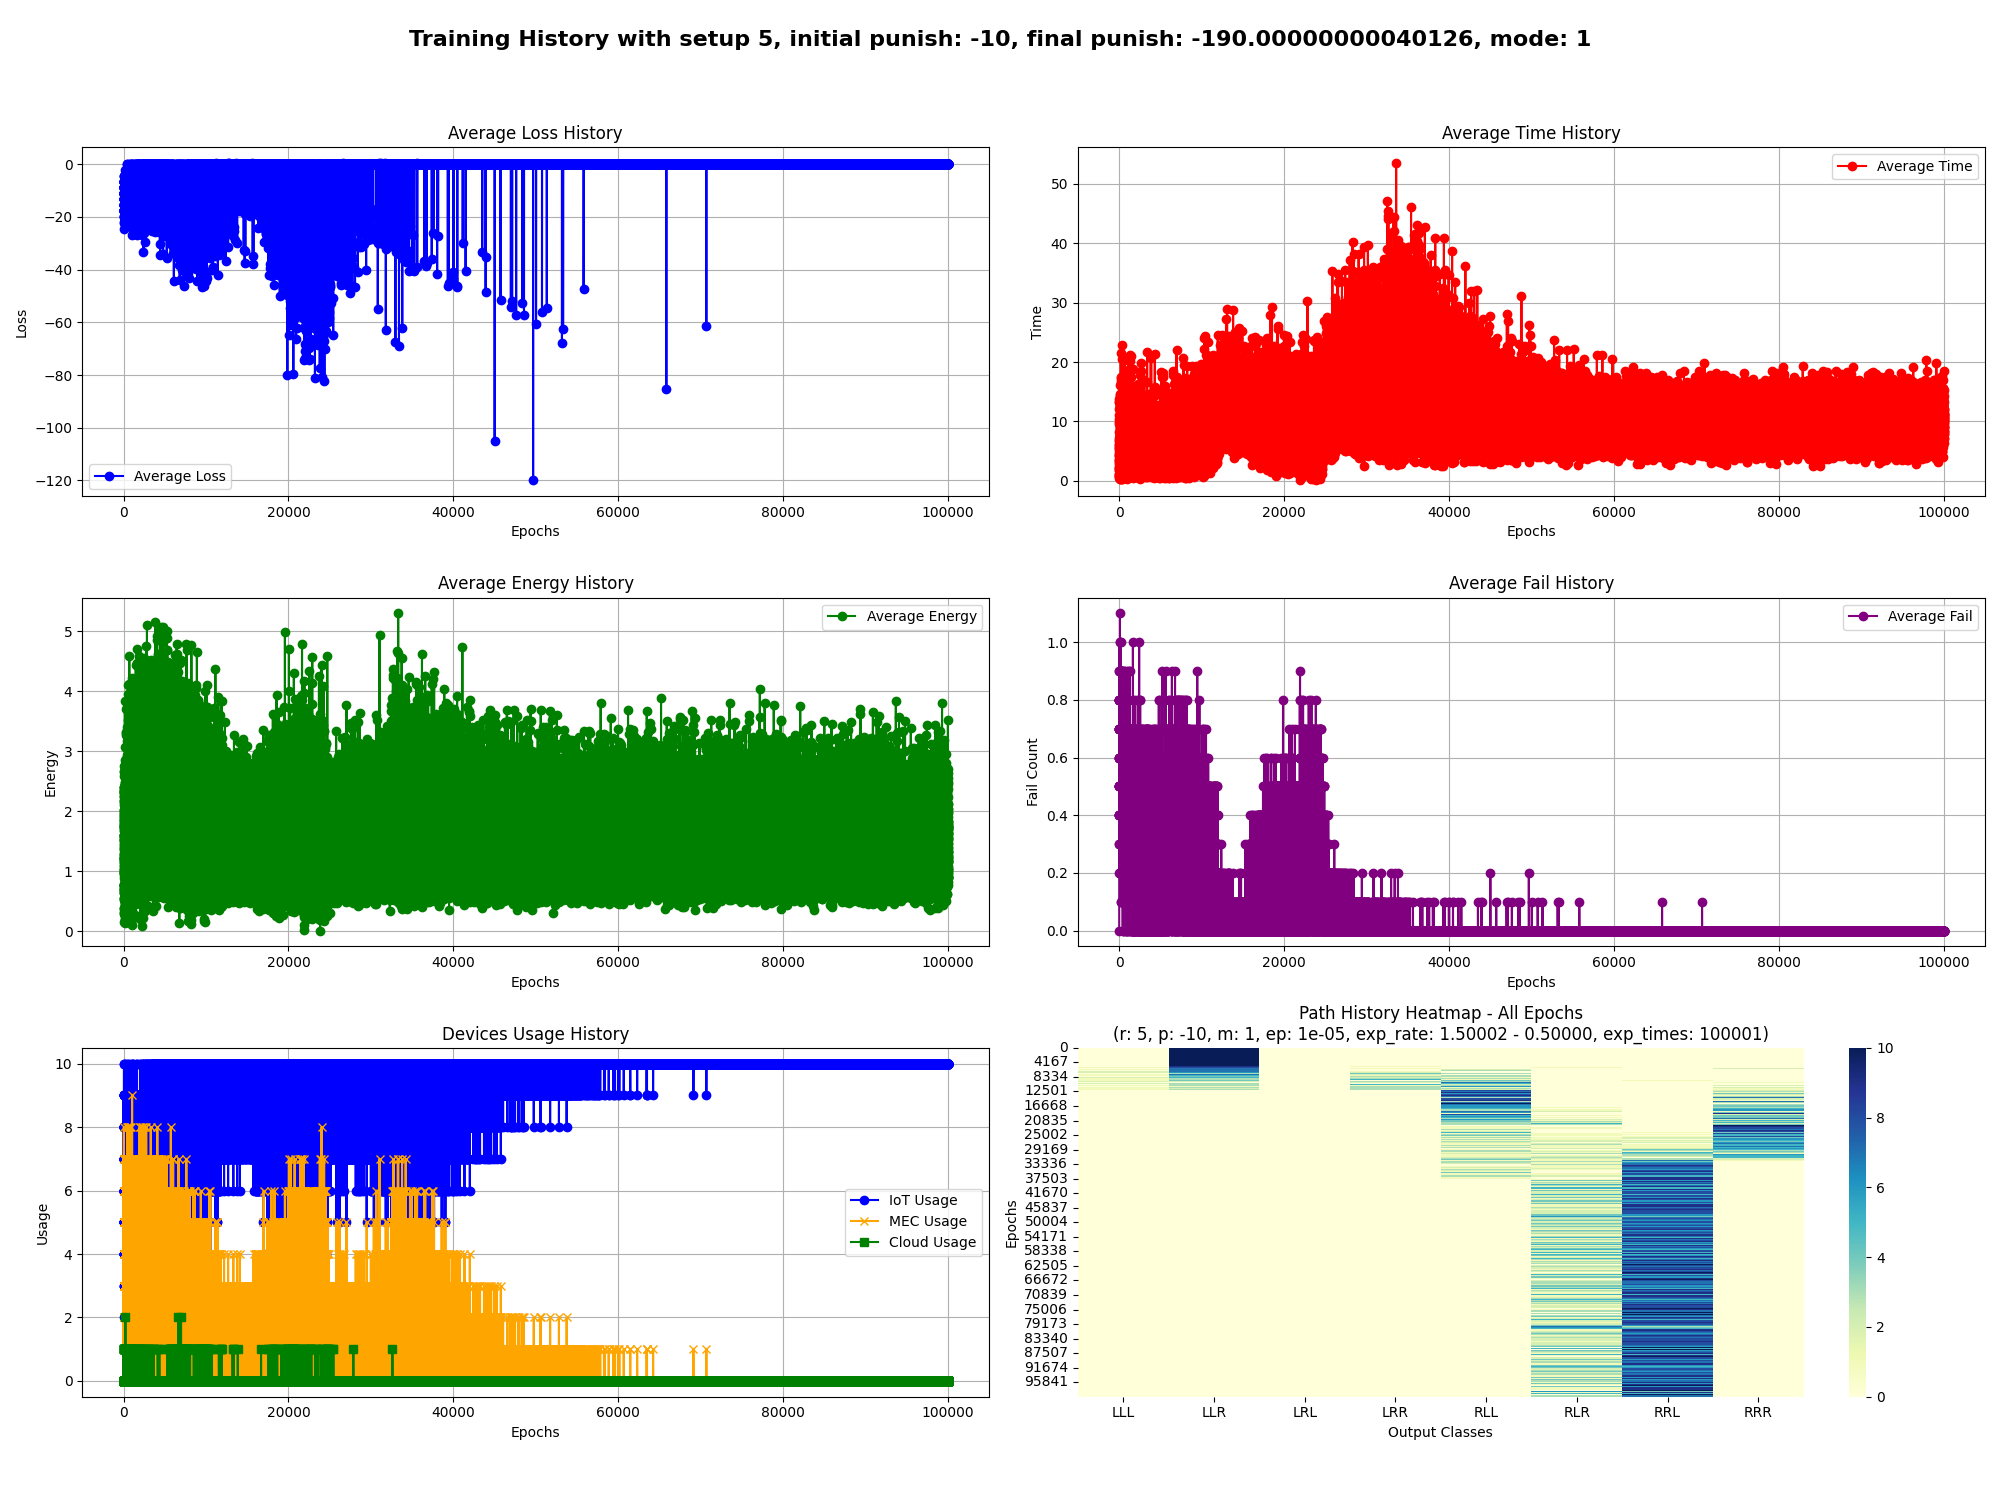 Training History with setup 5, initial punish: -10, final punish: -190.00000000040126, mode: 1
Average Loss History
0
−20
−40
−60
−80
−100
−120
Loss
Average Loss
0
20000
40000
60000
80000
100000
Epochs
Average Time History
50
40
30
20
10
0
Time
Average Time
0
20000
40000
60000
80000
100000
Epochs
Average Energy History
5
4
3
2
1
0
Energy
Average Energy
0
20000
40000
60000
80000
100000
Epochs
Average Fail History
1.0
0.8
0.6
0.4
0.2
0.0
Fail Count
Average Fail
0
20000
40000
60000
80000
100000
Epochs
Devices Usage History
10
8
6
4
2
0
Usage
IoT Usage
MEC Usage
Cloud Usage
0
20000
40000
60000
80000
100000
Epochs
Path History Heatmap - All Epochs
(r: 5, p: -10, m: 1, ep: 1e-05, exp_rate: 1.50002 - 0.50000, exp_times: 100001)
0
4167
8334
12501
16668
20835
25002
29169
33336
37503
41670
45837
50004
54171
58338
62505
66672
70839
75006
79173
83340
87507
91674
95841
Epochs
LLL
LLR
LRL
LRR
RLL
RLR
RRL
RRR
Output Classes
10
8
6
4
2
0